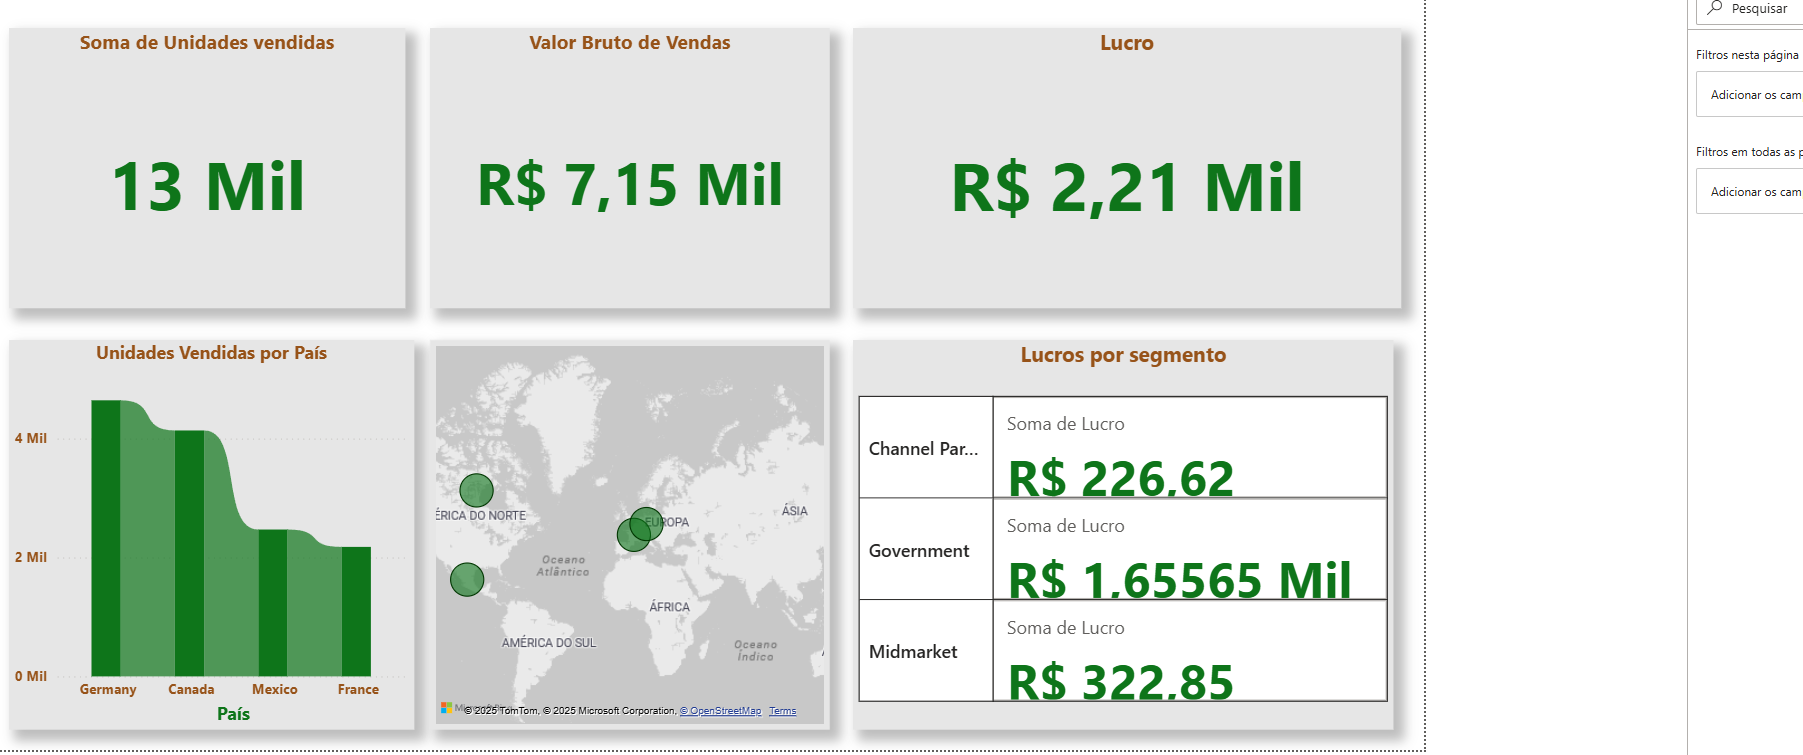 Pesquisar
Filtros nesta página
Adicionar os cam
Filtros em todas as p
Adicionar os cam
Soma de Unidades vendidas
13 Mil
Valor Bruto de Vendas
R$ 7,15 Mil
Lucro
R$ 2,21 Mil
Unidades Vendidas por País
4 Mil
2 Mil
0 Mil
Germany
Canada
Mexico
France
País
ÉRICA DO NORTE
EUROPA
ÁSIA
Oceano
Atlântico
ÁFRICA
AMÉRICA DO SUL
Oceano
Índico
© 2025 TomTom, © 2025 Microsoft Corporation, © OpenStreetMap Terms
Lucros por segmento
Channel Par...
Soma de Lucro
R$ 226,62
Government
Soma de Lucro
R$ 1,65565 Mil
Midmarket
Soma de Lucro
R$ 322,85